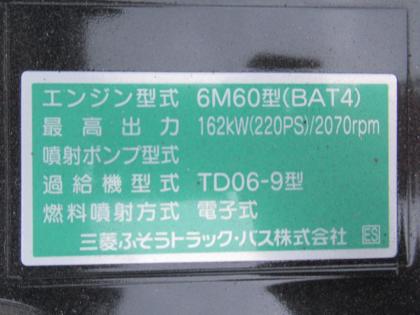 エンジン型式 6M60型(BAT4)
最高出力 162kW(220PS)/2070rpm
噴射ポンプ型式
過給機型式 TD06-9型
燃料噴射方式 電子式
三菱ふそうトラック・バス株式会社 ES